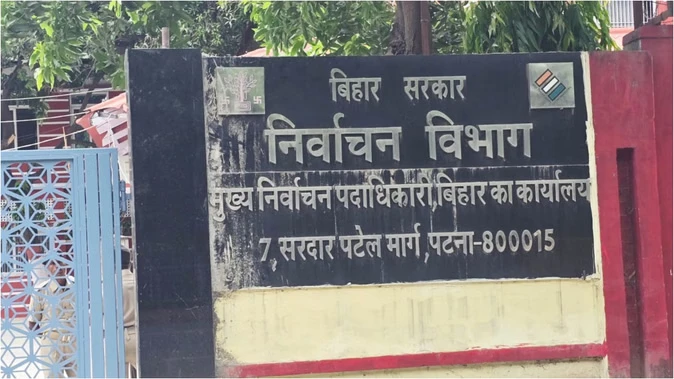 बिहार सरकार
निर्वाचन विभाग
मुख्य निर्वाचन पदाधिकारी,बिहार का कार्यालय
7, सरदार पटेल मार्ग ,पटना-800015